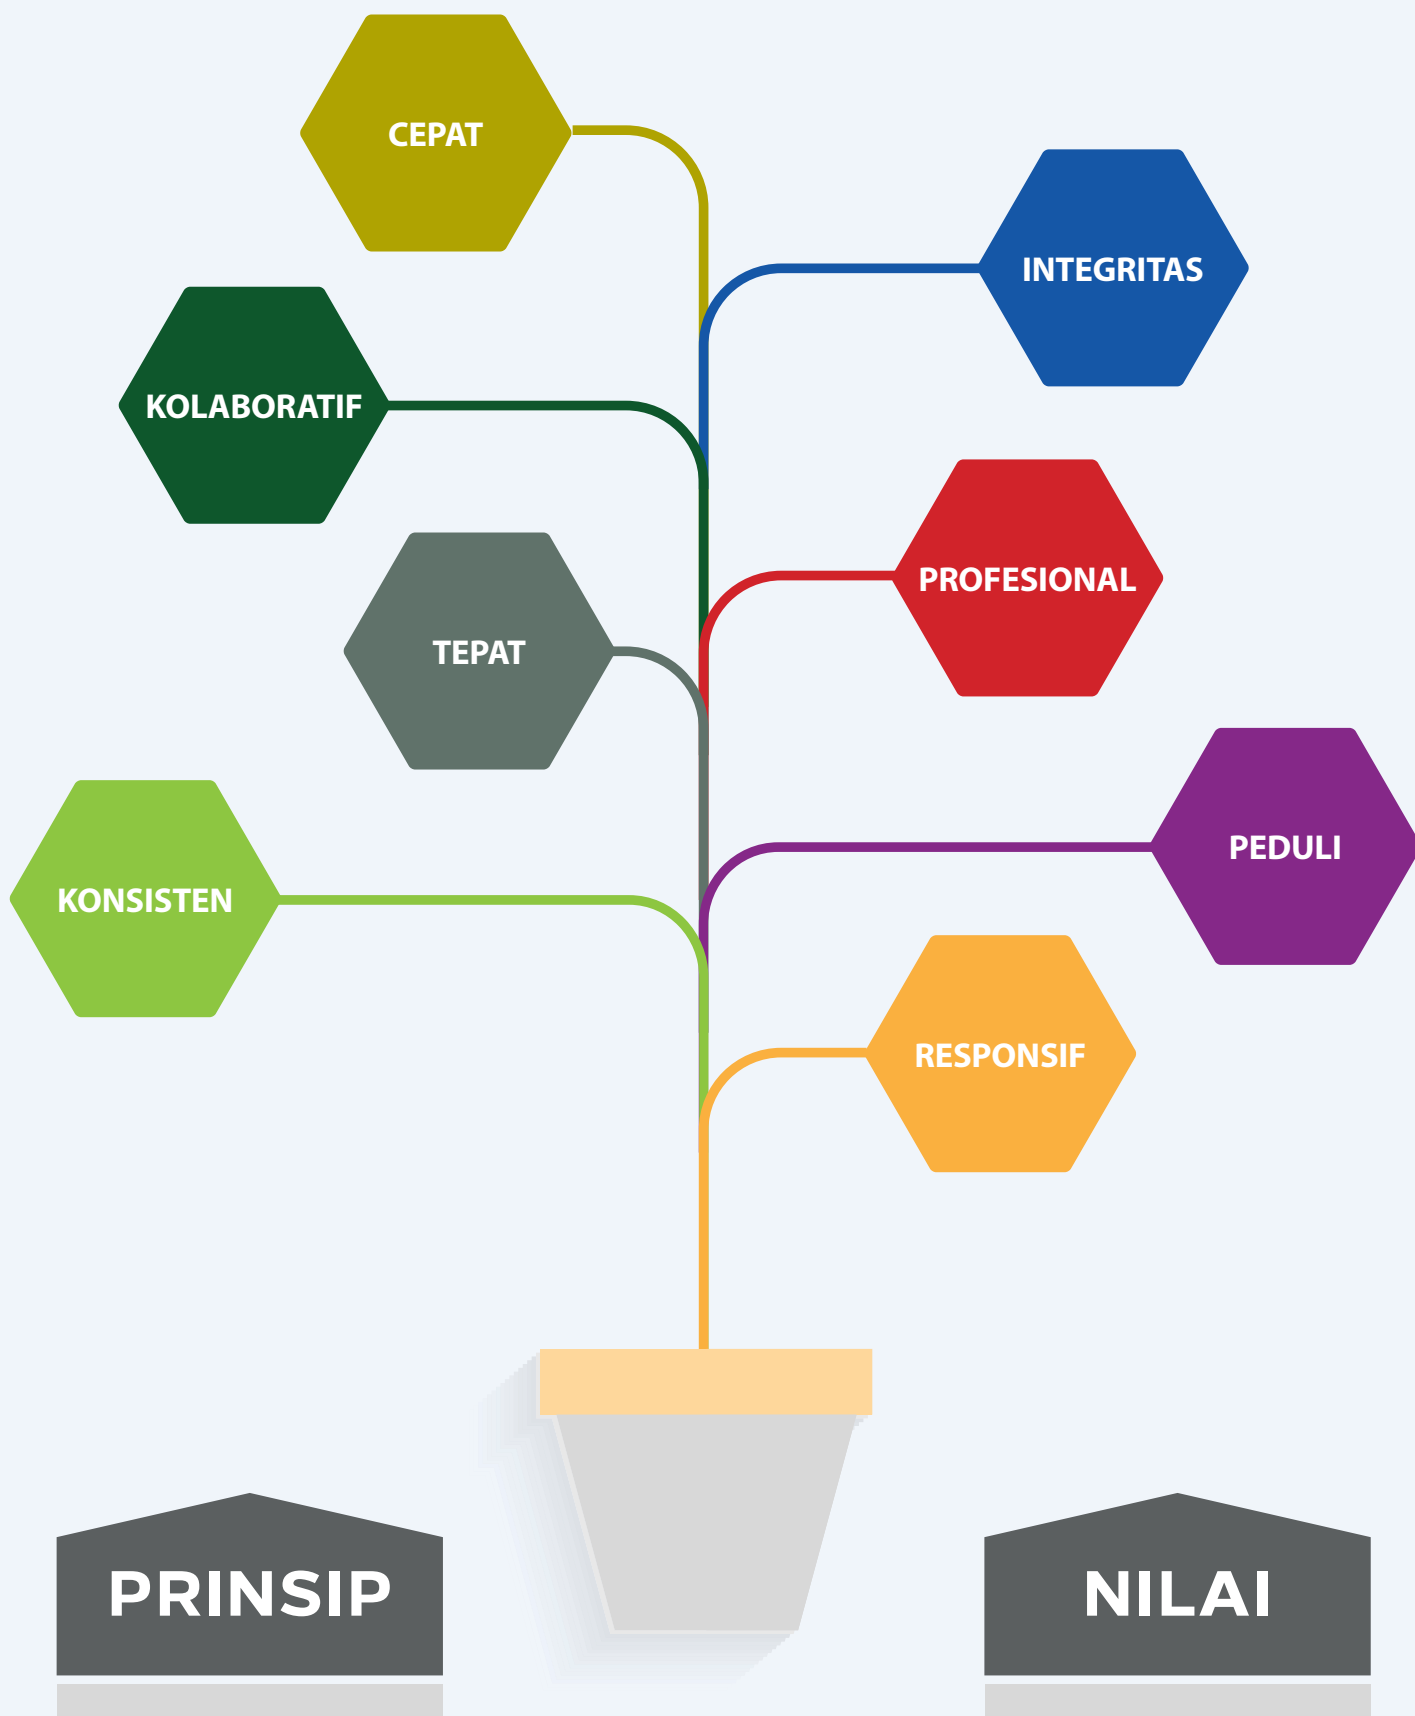 CEPAT
INTEGRITAS
KOLABORATIF
PROFESIONAL
TEPAT
PEDULI
KONSISTEN
RESPONSIF
PRINSIP
NILAI